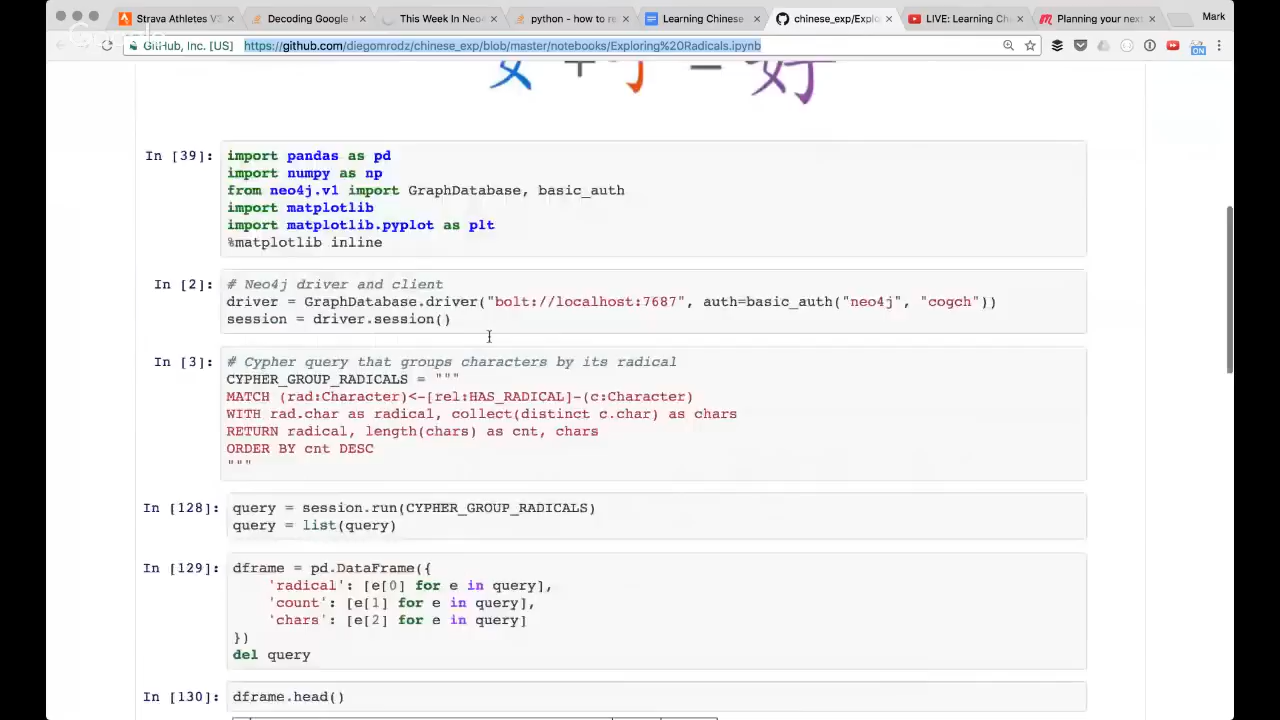 Strava Athletes V3
Decoding Google
This Week In Neo
python - how to re
Learning Chinese
chinese_exp/Explo
LIVE: Learning Ch
Planning your nex
Mark
GitHub, Inc. [US]
https://github.com/diegomrodz/chinese_exp/blob/master/notebooks/Exploring%20Radicals.ipynb
ON
女 + 子 = 好
In [39]:
import pandas as pd
import numpy as np
from neo4j.v1 import GraphDatabase, basic_auth
import matplotlib
import matplotlib.pyplot as plt
%matplotlib inline
In [2]:
# Neo4j driver and client
driver = GraphDatabase.driver("bolt://localhost:7687", auth=basic_auth("neo4j", "cogch"))
session = driver.session()
In [3]:
# Cypher query that groups characters by its radical
CYPHER_GROUP_RADICALS = """
MATCH (rad:Character)<-[rel:HAS_RADICAL]-(c:Character)
WITH rad.char as radical, collect(distinct c.char) as chars
RETURN radical, length(chars) as cnt, chars
ORDER BY cnt DESC
"""
In [128]:
query = session.run(CYPHER_GROUP_RADICALS)
query = list(query)
In [129]:
dframe = pd.DataFrame({
'radical': [e[0] for e in query],
'count': [e[1] for e in query],
'chars': [e[2] for e in query]
})
del query
In [130]:
dframe.head()